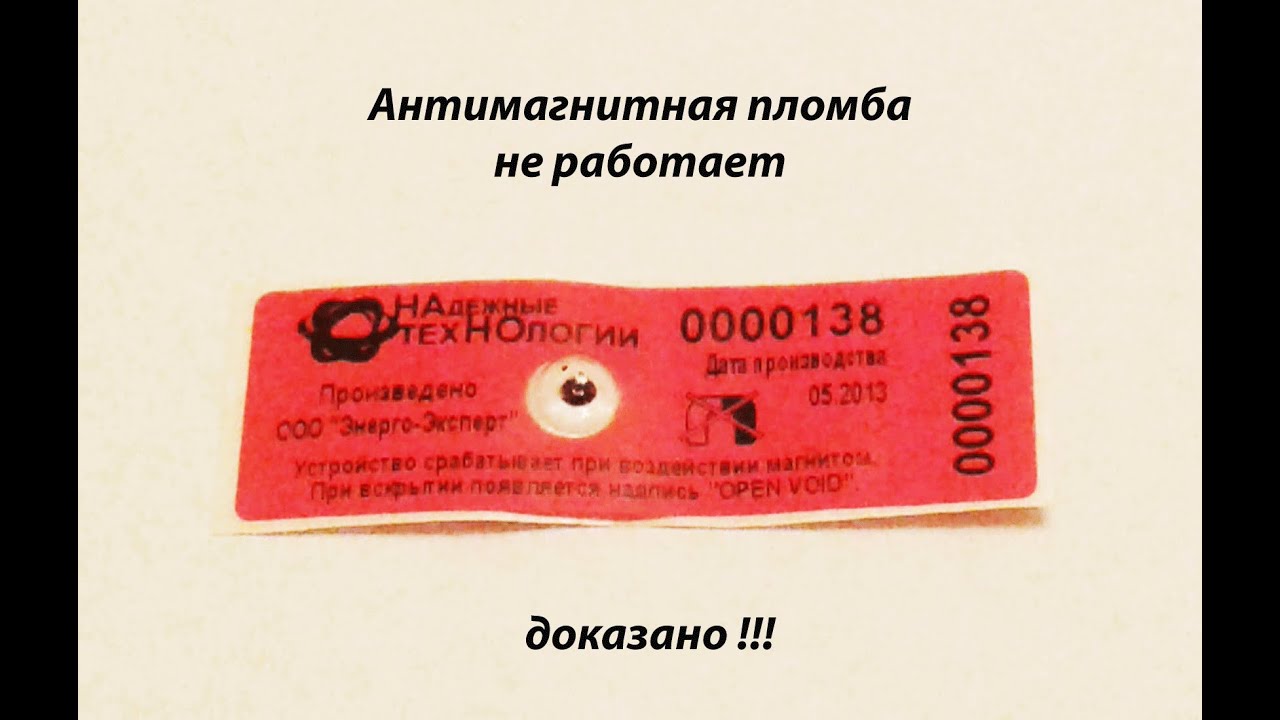 Антимагнитная пломба
не работает
НАдежные
техНОлогии
0000138
Дата производства
05.2013
Произведено
ООО "Энерго-Эксперт"
Устройство срабатывает при воздействии магнитом.
При вскрытии появляется надпись "OPEN VOID".
0000138
доказано !!!